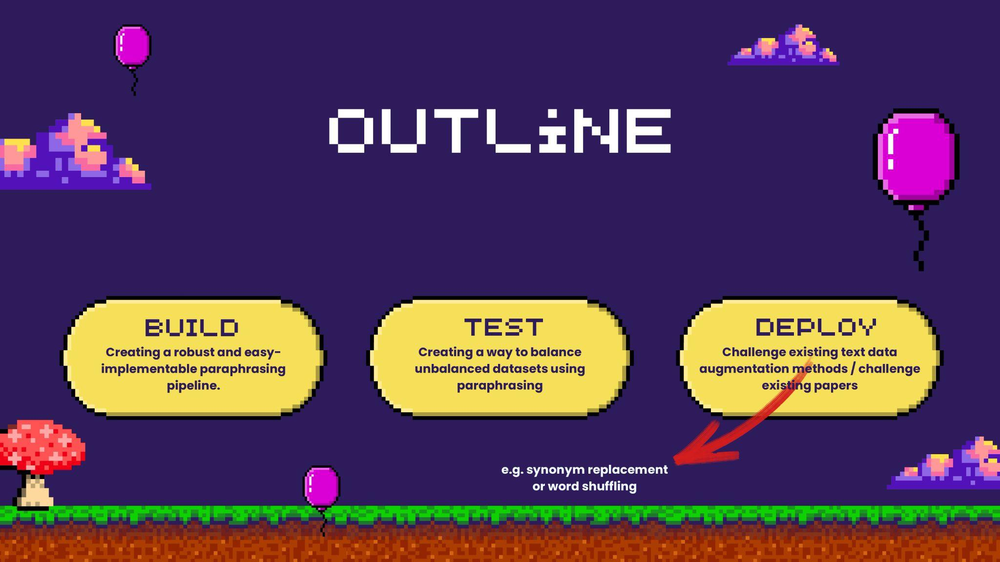 OUTLiNE
BUILD
Creating a robust and easy-
implementable paraphrasing
pipeline.
TEST
Creating a way to balance
unbalanced datasets using
paraphrasing
DEPLOY
Challenge existing text data
augmentation methods / challenge
existing papers
e.g. synonym replacement
or word shuffling